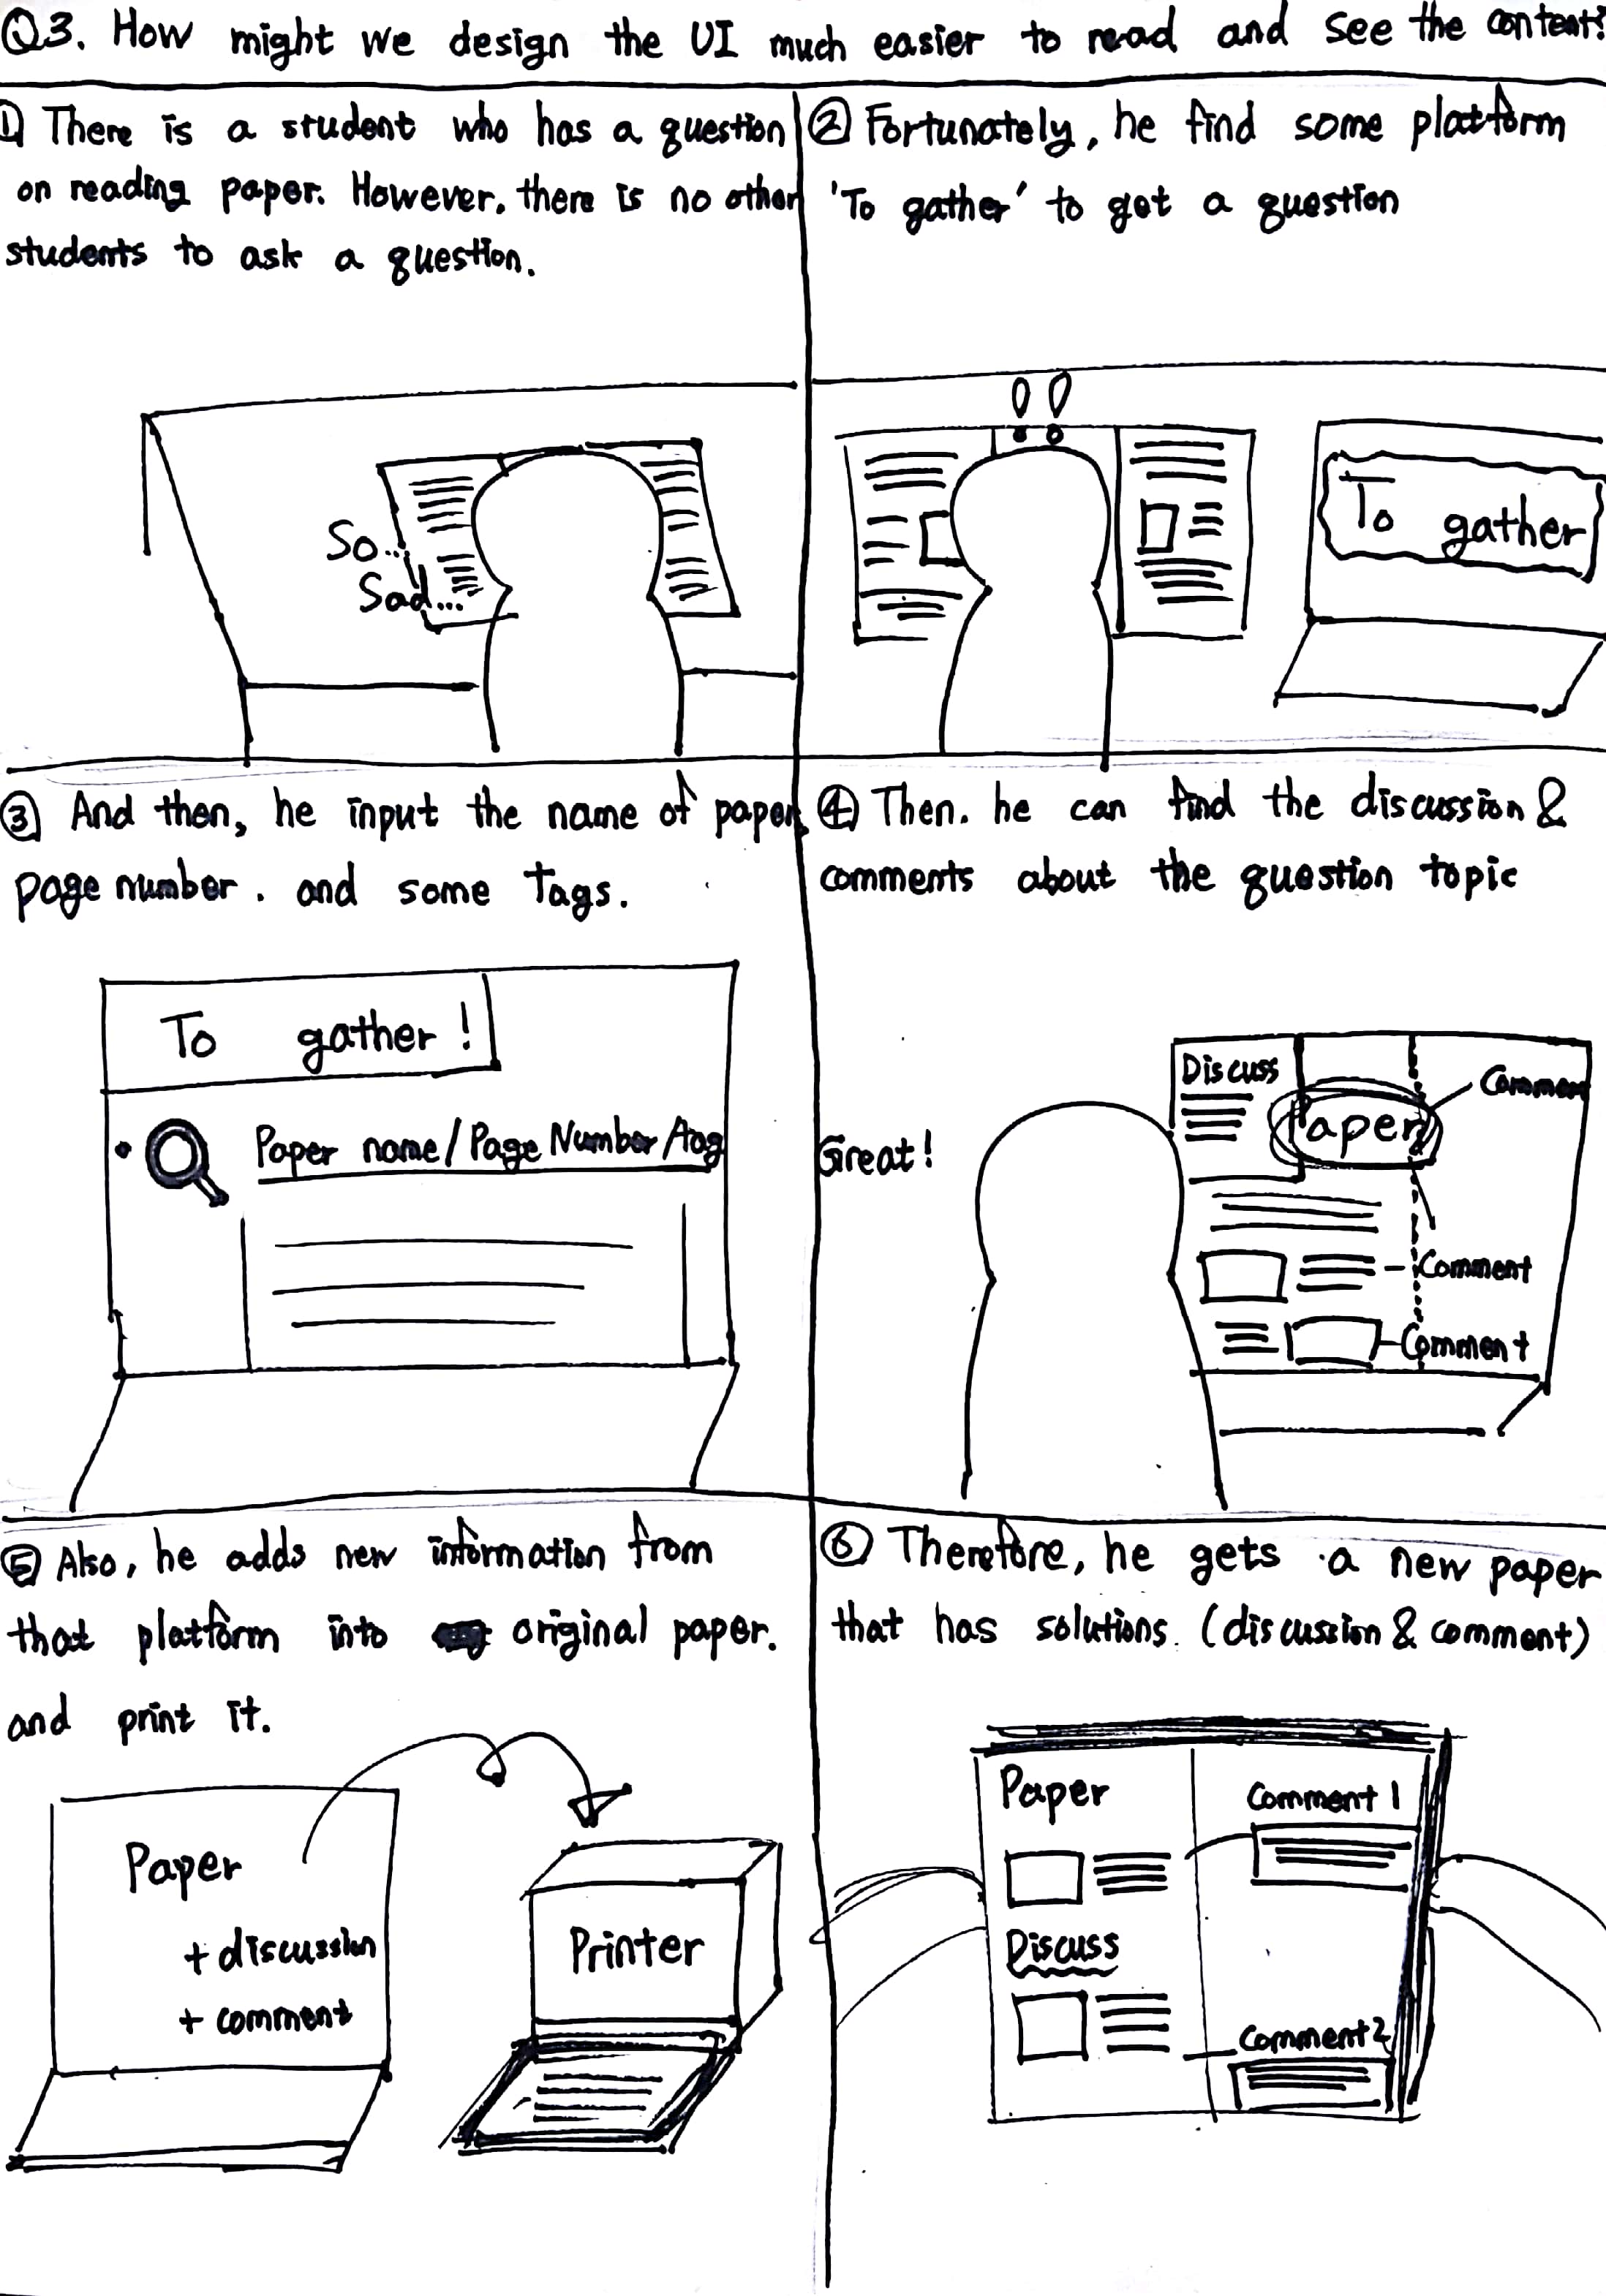 Q3. How might we design the UI much easier to read and see the content?
① There is a student who has a question
on reading paper. However, there is no other
students to ask a question.
So...
Sad...
② Fortunately, he find some platform
'To gather' to get a question
!!
To gather
③ And then, he input the name of paper,
page number. and some Tags.
To gather!
Paper name/Page Number/tag
④ Then. he can find the discussion &
comments about the question topic
Great!
Discuss
Paper
Commen
Comment
Comment
⑤ Also, he adds new information from
that platform into original paper.
and print it.
Paper
+ discussion
+ comment
Printer
⑥ Therefore, he gets a new paper
that has solutions. (discussion & comment)
Paper
Discuss
Comment 1
Comment 2